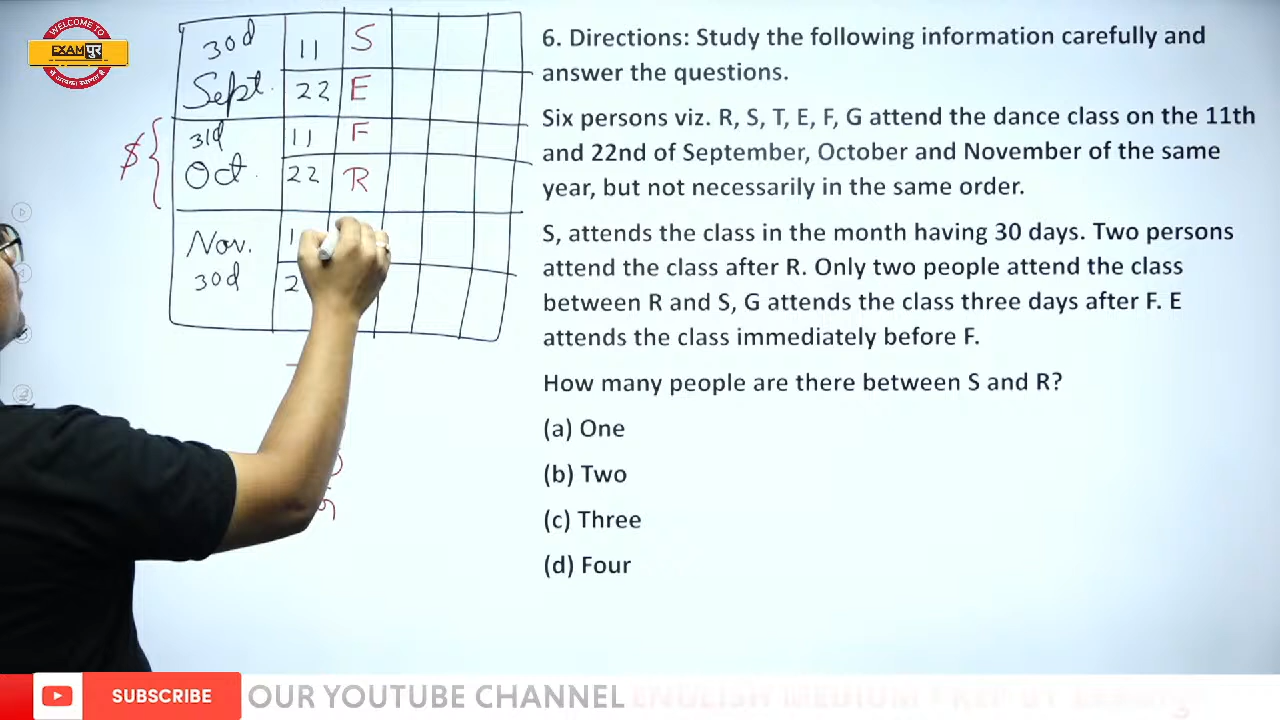 WELCOME TO
EXAMपुर
30d
Sept.
11 S
22 E
31d
Oct.
11 F
22 R
$
Nov.
30d
6. Directions: Study the following information carefully and
answer the questions.
Six persons viz. R, S, T, E, F, G attend the dance class on the 11th
and 22nd of September, October and November of the same
year, but not necessarily in the same order.
S, attends the class in the month having 30 days. Two persons
attend the class after R. Only two people attend the class
between R and S, G attends the class three days after F. E
attends the class immediately before F.
How many people are there between S and R?
(a) One
(b) Two
(c) Three
(d) Four
SUBSCRIBE
OUR YOUTUBE CHANNEL